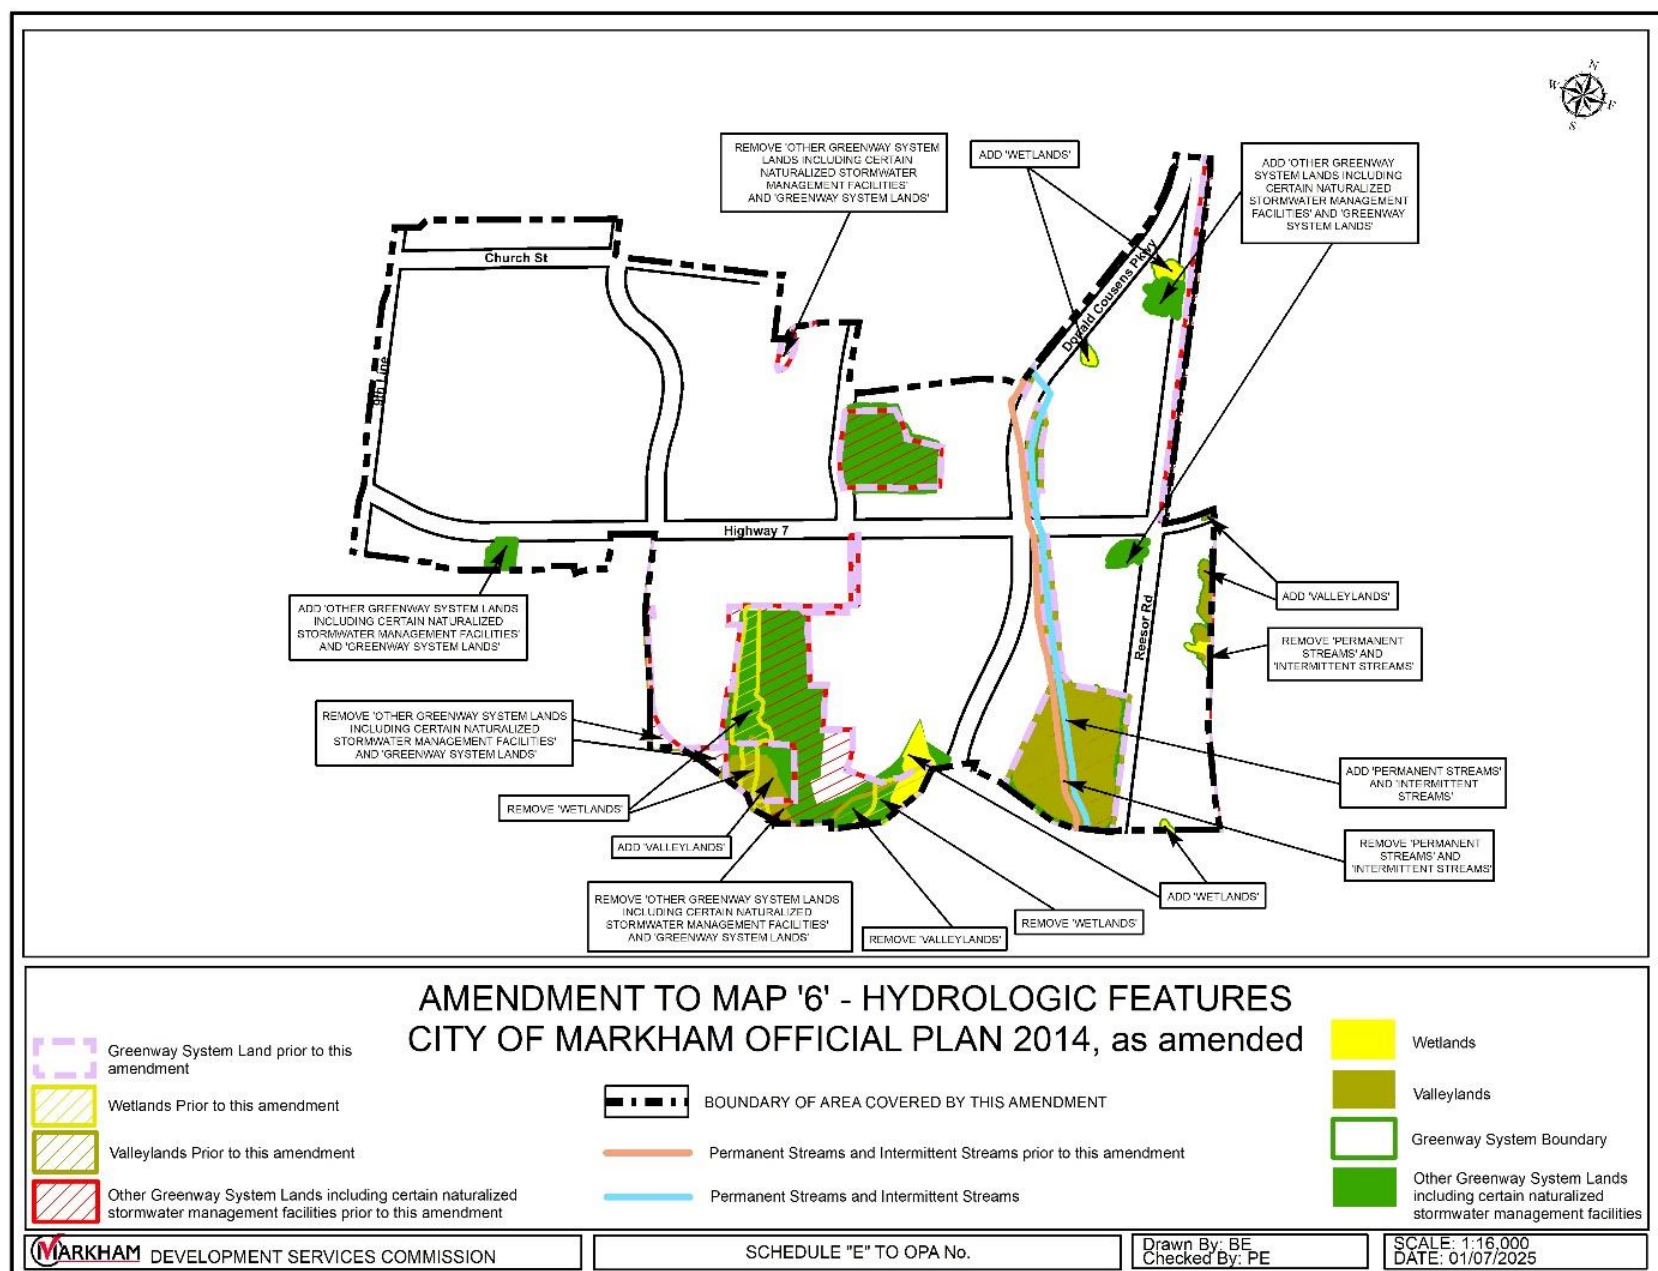 N
W
E
S
REMOVE 'OTHER GREENWAY SYSTEM
LANDS INCLUDING CERTAIN
NATURALIZED STORMWATER
MANAGEMENT FACILITIES'
AND 'GREENWAY SYSTEM LANDS'
ADD 'WETLANDS'
ADD 'OTHER GREENWAY
SYSTEM LANDS INCLUDING
CERTAIN NATURALIZED
STORMWATER MANAGEMENT
FACILITIES' AND 'GREENWAY
SYSTEM LANDS'
Church St
Donald Cousens Pkwy
9th Line
Highway 7
Reesor Rd
ADD 'OTHER GREENWAY SYSTEM LANDS
INCLUDING CERTAIN NATURALIZED
STORMWATER MANAGEMENT FACILITIES'
AND 'GREENWAY SYSTEM LANDS'
ADD 'VALLEYLANDS'
REMOVE 'PERMANENT
STREAMS' AND
'INTERMITTENT STREAMS'
REMOVE 'OTHER GREENWAY SYSTEM LANDS
INCLUDING CERTAIN NATURALIZED
STORMWATER MANAGEMENT FACILITIES'
AND 'GREENWAY SYSTEM LANDS'
ADD 'PERMANENT STREAMS'
AND 'INTERMITTENT
STREAMS'
REMOVE 'WETLANDS'
ADD 'VALLEYLANDS'
REMOVE 'PERMANENT
STREAMS' AND
'INTERMITTENT STREAMS'
REMOVE 'OTHER GREENWAY SYSTEM LANDS
INCLUDING CERTAIN NATURALIZED
STORMWATER MANAGEMENT FACILITIES'
AND 'GREENWAY SYSTEM LANDS'
ADD 'WETLANDS'
REMOVE 'WETLANDS'
REMOVE 'VALLEYLANDS'
AMENDMENT TO MAP '6' - HYDROLOGIC FEATURES
CITY OF MARKHAM OFFICIAL PLAN 2014, as amended
Greenway System Land prior to this
amendment
Wetlands Prior to this amendment
Valleylands Prior to this amendment
Other Greenway System Lands including certain naturalized
stormwater management facilities prior to this amendment
BOUNDARY OF AREA COVERED BY THIS AMENDMENT
Permanent Streams and Intermittent Streams prior to this amendment
Permanent Streams and Intermittent Streams
Wetlands
Valleylands
Greenway System Boundary
Other Greenway System Lands
including certain naturalized
stormwater management facilities
MARKHAM DEVELOPMENT SERVICES COMMISSION
SCHEDULE "E" TO OPA No.
Drawn By: BE
Checked By: PE
SCALE: 1:16,000
DATE: 01/07/2025